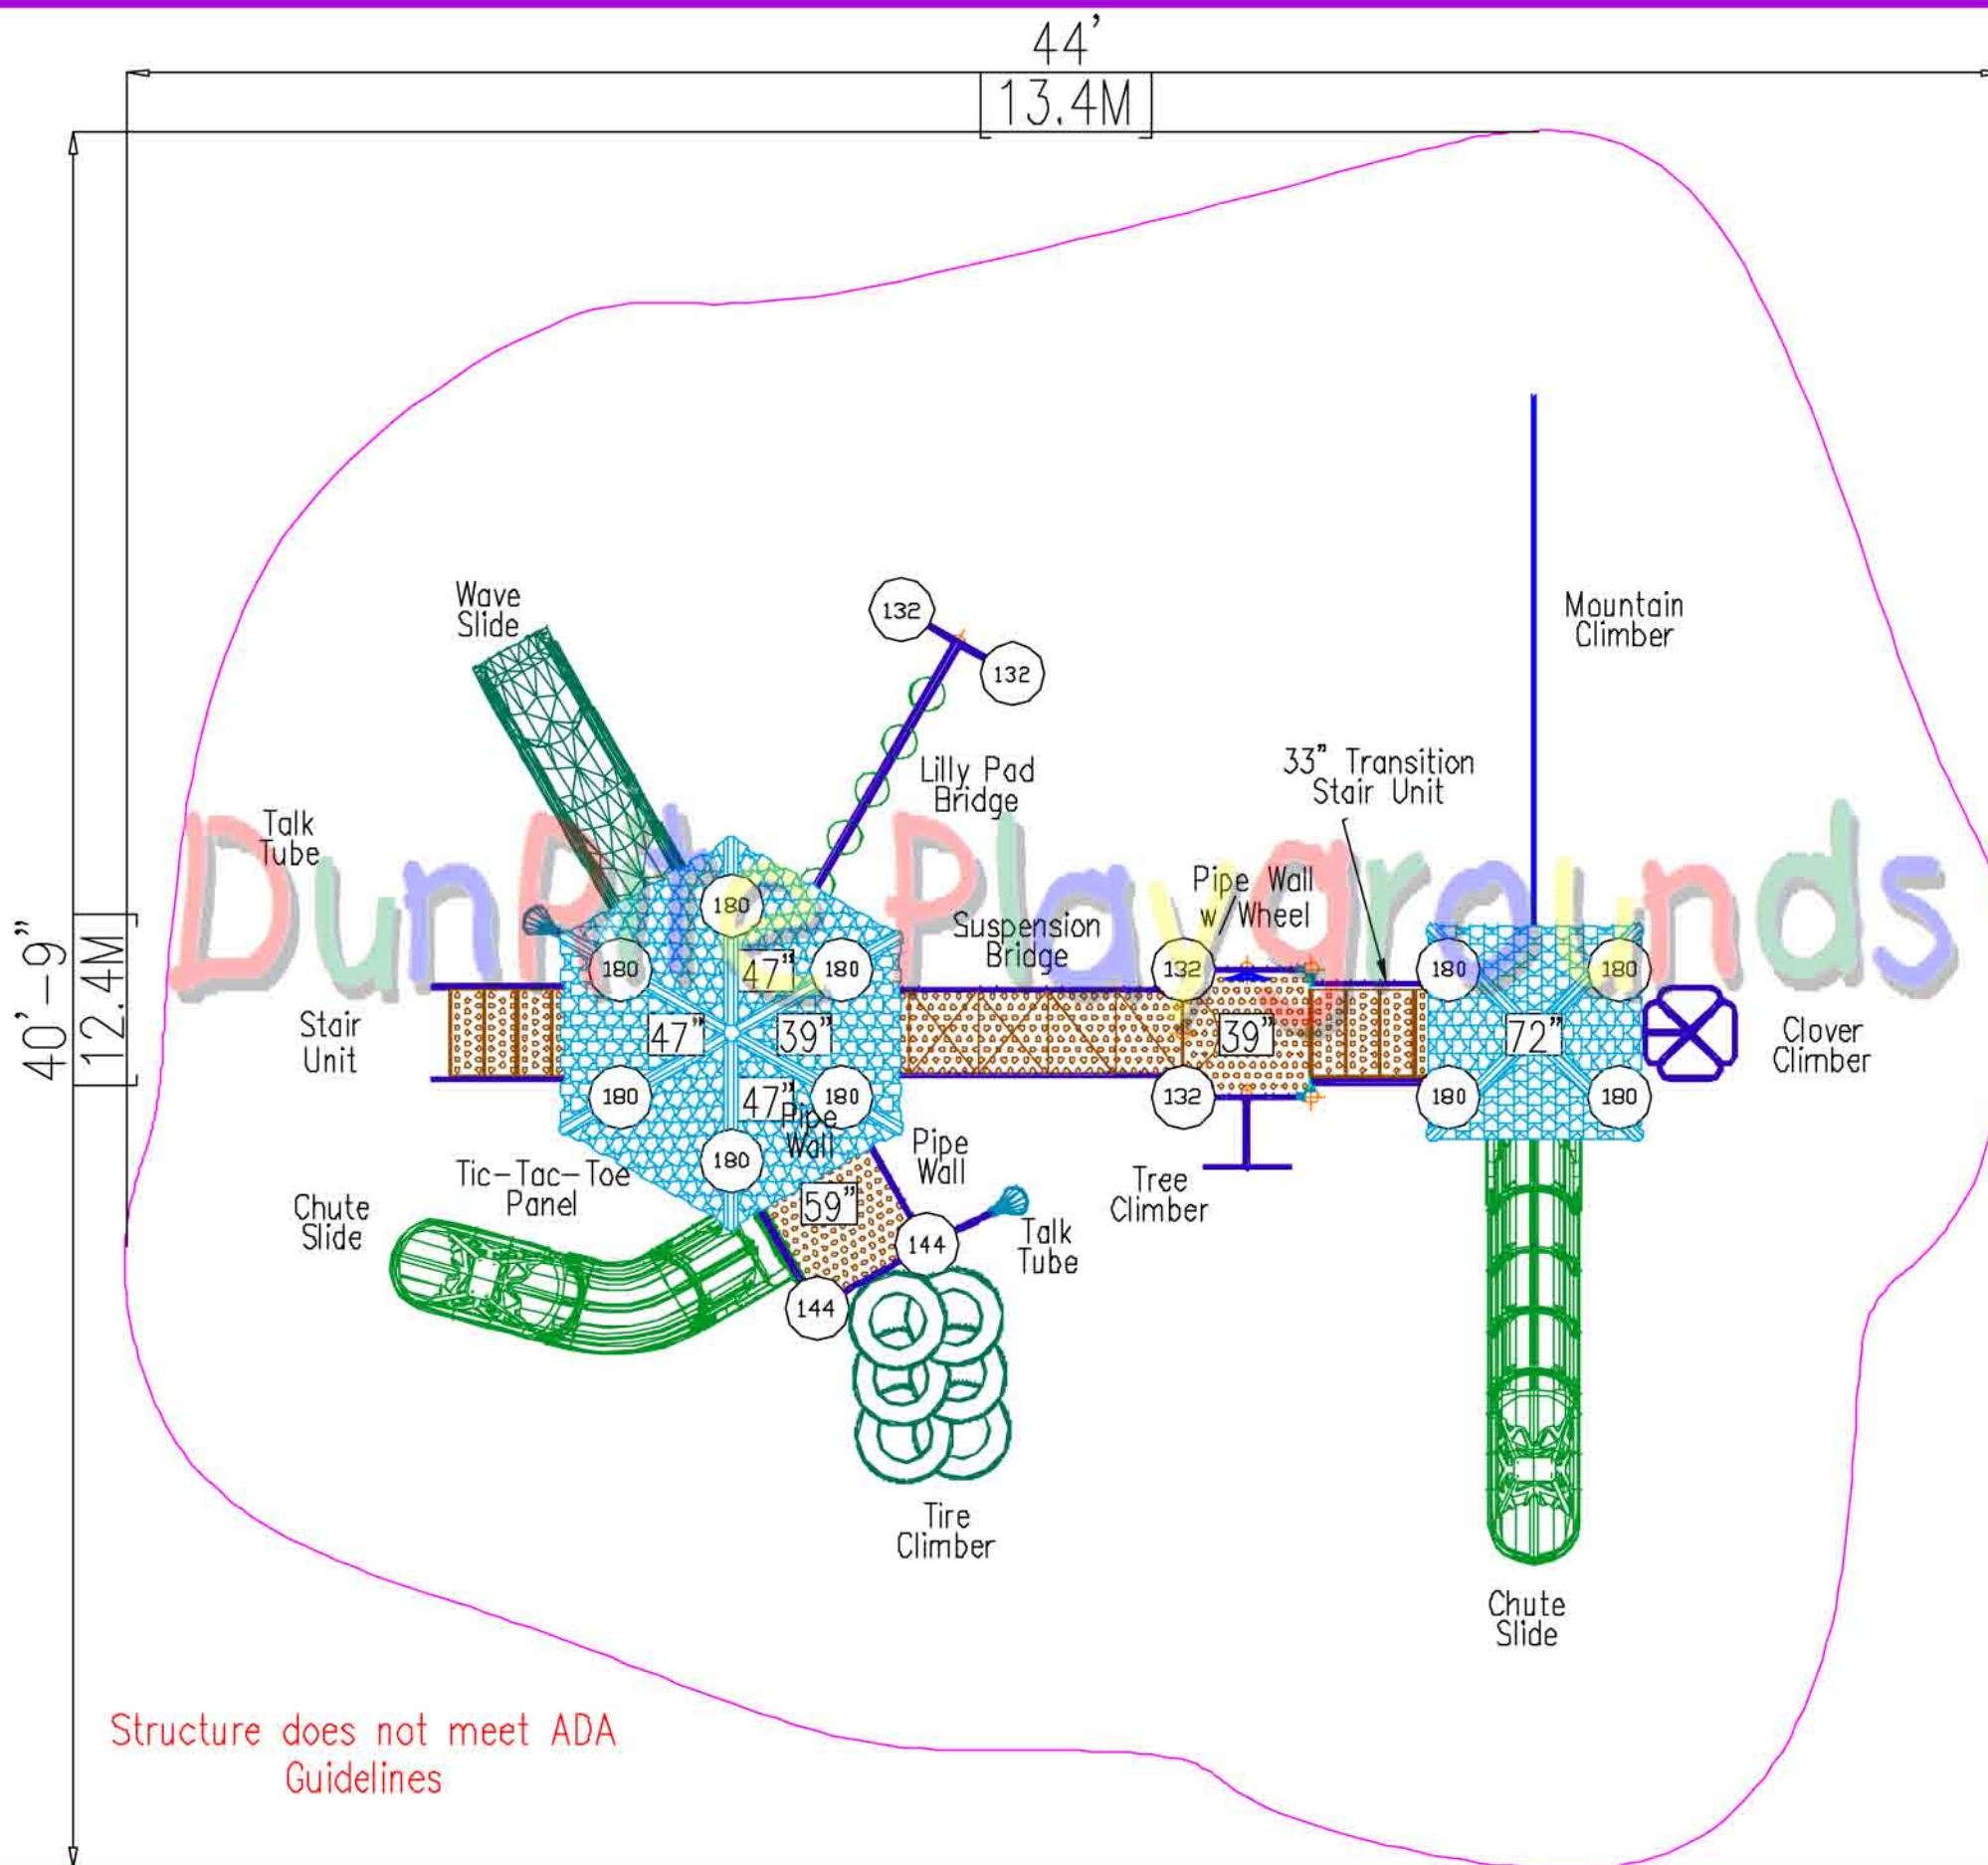 44'
[13.4M]
40'-9"
[12.4M]
Wave
Slide
132
132
Mountain
Climber
Lilly Pad
Bridge
33" Transition
Stair Unit
Talk
Tube
DunRite Playgrounds
Pipe Wall
w Wheel
Suspension
Bridge
180
180
47"
180
132
180
180
Stair
Unit
47"
39"
39"
72"
Clover
Climber
180
47"
180
132
180
180
Pipe
Wall
180
Pipe
Wall
Tic-Tac-Toe
Panel
Chute
Slide
59"
Tree
Climber
144
Talk
Tube
144
Tire
Climber
Chute
Slide
Structure does not meet ADA
Guidelines